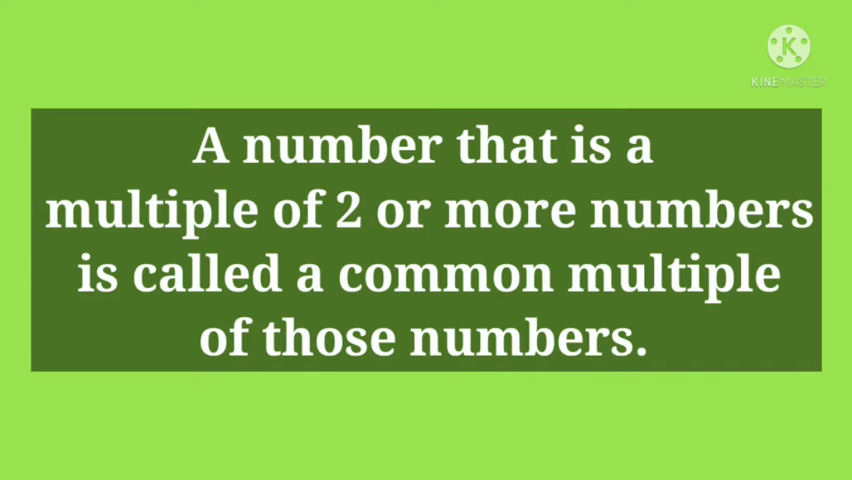 K
KINEMASTER
A number that is a
multiple of 2 or more numbers
is called a common multiple
of those numbers.